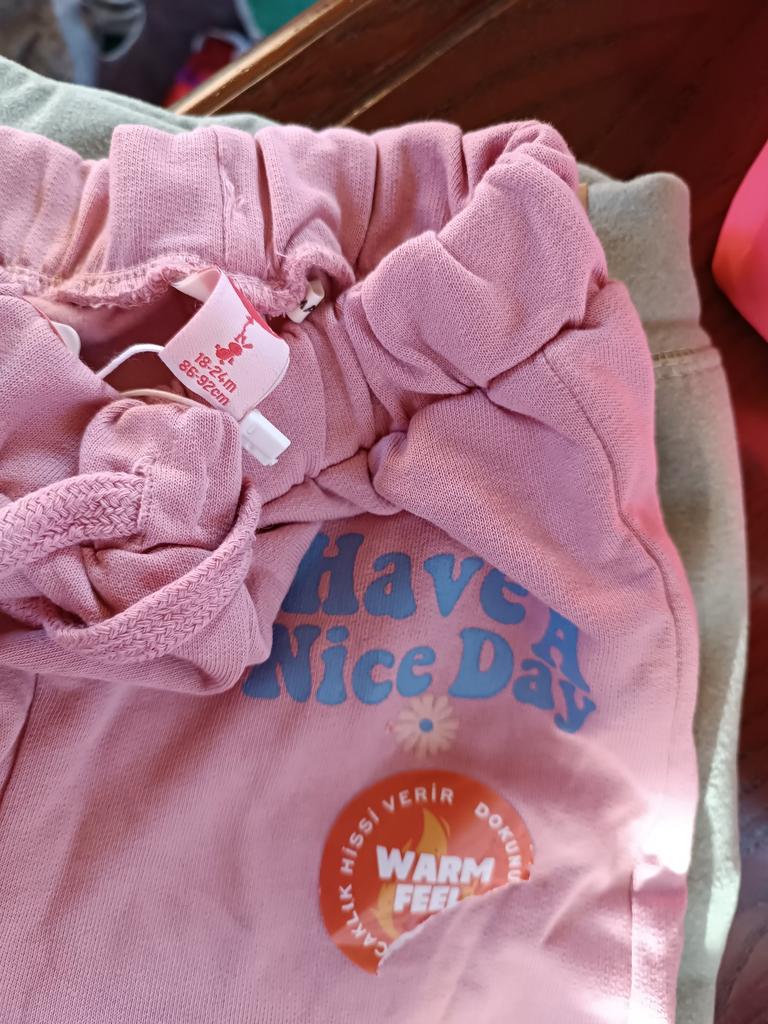 18-24m
86-92cm
Have A
Nice Day
HİSSİ VERİR
WARM
FEEL